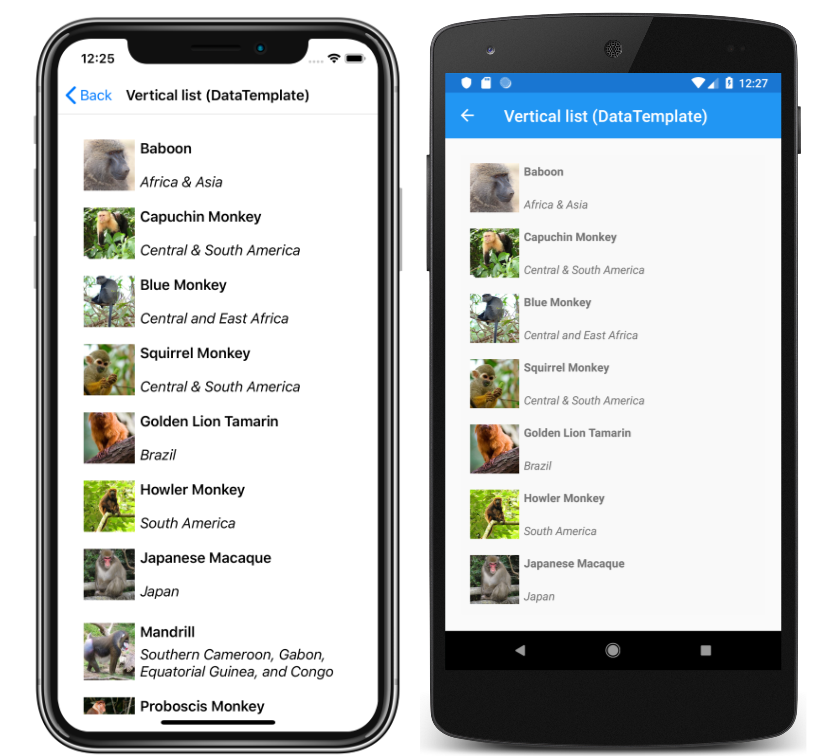 12:25
Back
Vertical list (DataTemplate)
Baboon
Africa & Asia
Capuchin Monkey
Central & South America
Blue Monkey
Central and East Africa
Squirrel Monkey
Central & South America
Golden Lion Tamarin
Brazil
Howler Monkey
South America
Japanese Macaque
Japan
Mandrill
Southern Cameroon, Gabon,
Equatorial Guinea, and Congo
Proboscis Monkey
12:27
Vertical list (DataTemplate)
Baboon
Africa & Asia
Capuchin Monkey
Central & South America
Blue Monkey
Central and East Africa
Squirrel Monkey
Central & South America
Golden Lion Tamarin
Brazil
Howler Monkey
South America
Japanese Macaque
Japan